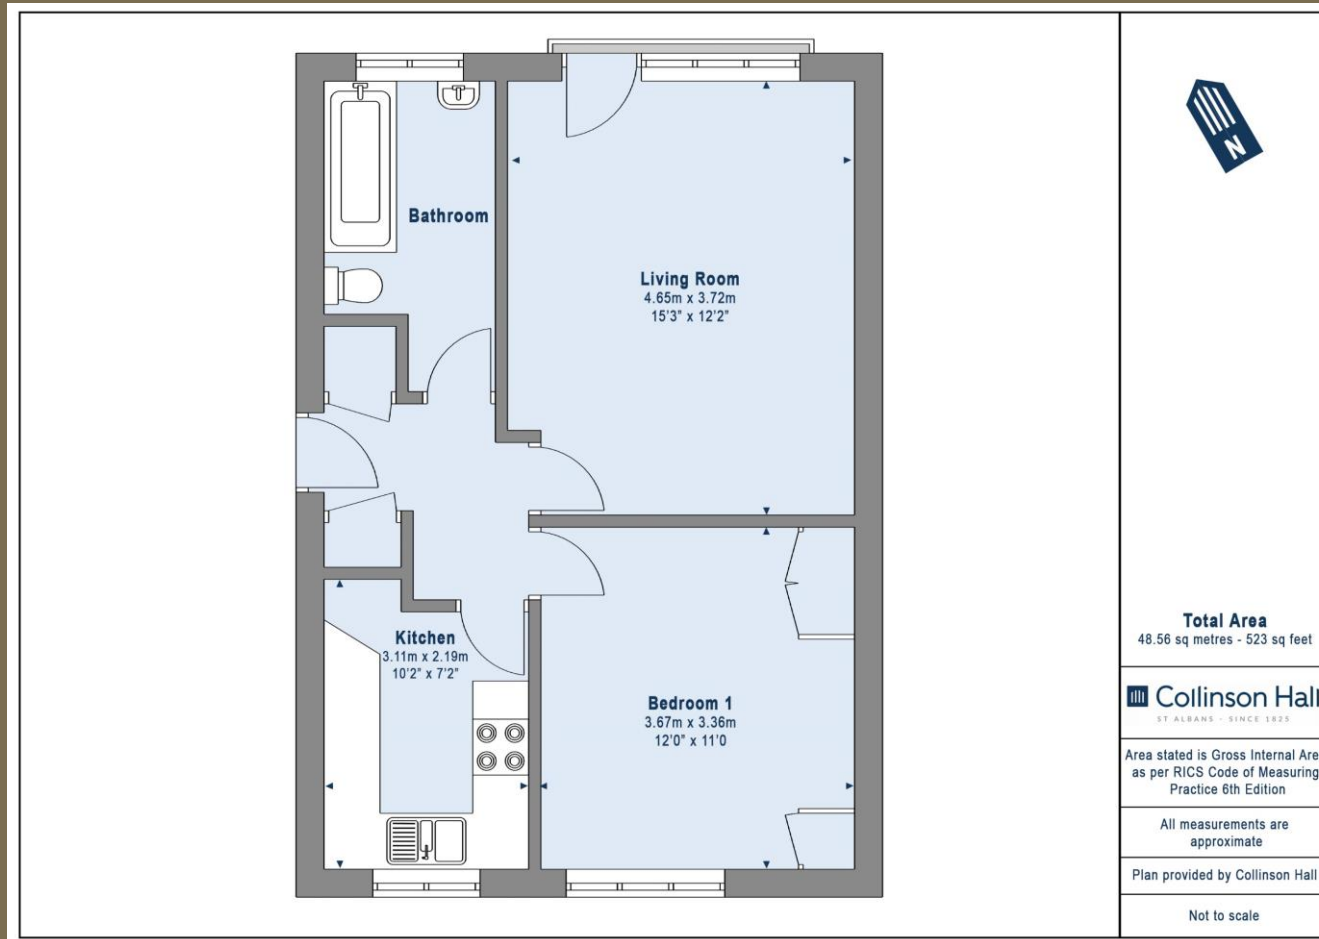 Bathroom
Living Room
4.65m x 3.72m
15'3" x 12'2"
Kitchen
3.11m x 2.19m
10'2" x 7'2"
Bedroom 1
3.67m x 3.36m
12'0" x 11'0
N
Total Area
48.56 sq metres - 523 sq feet
Collinson Hall
ST ALBANS - SINCE 1825
Area stated is Gross Internal Are
as per RICS Code of Measuring
Practice 6th Edition
All measurements are
approximate
Plan provided by Collinson Hall
Not to scale